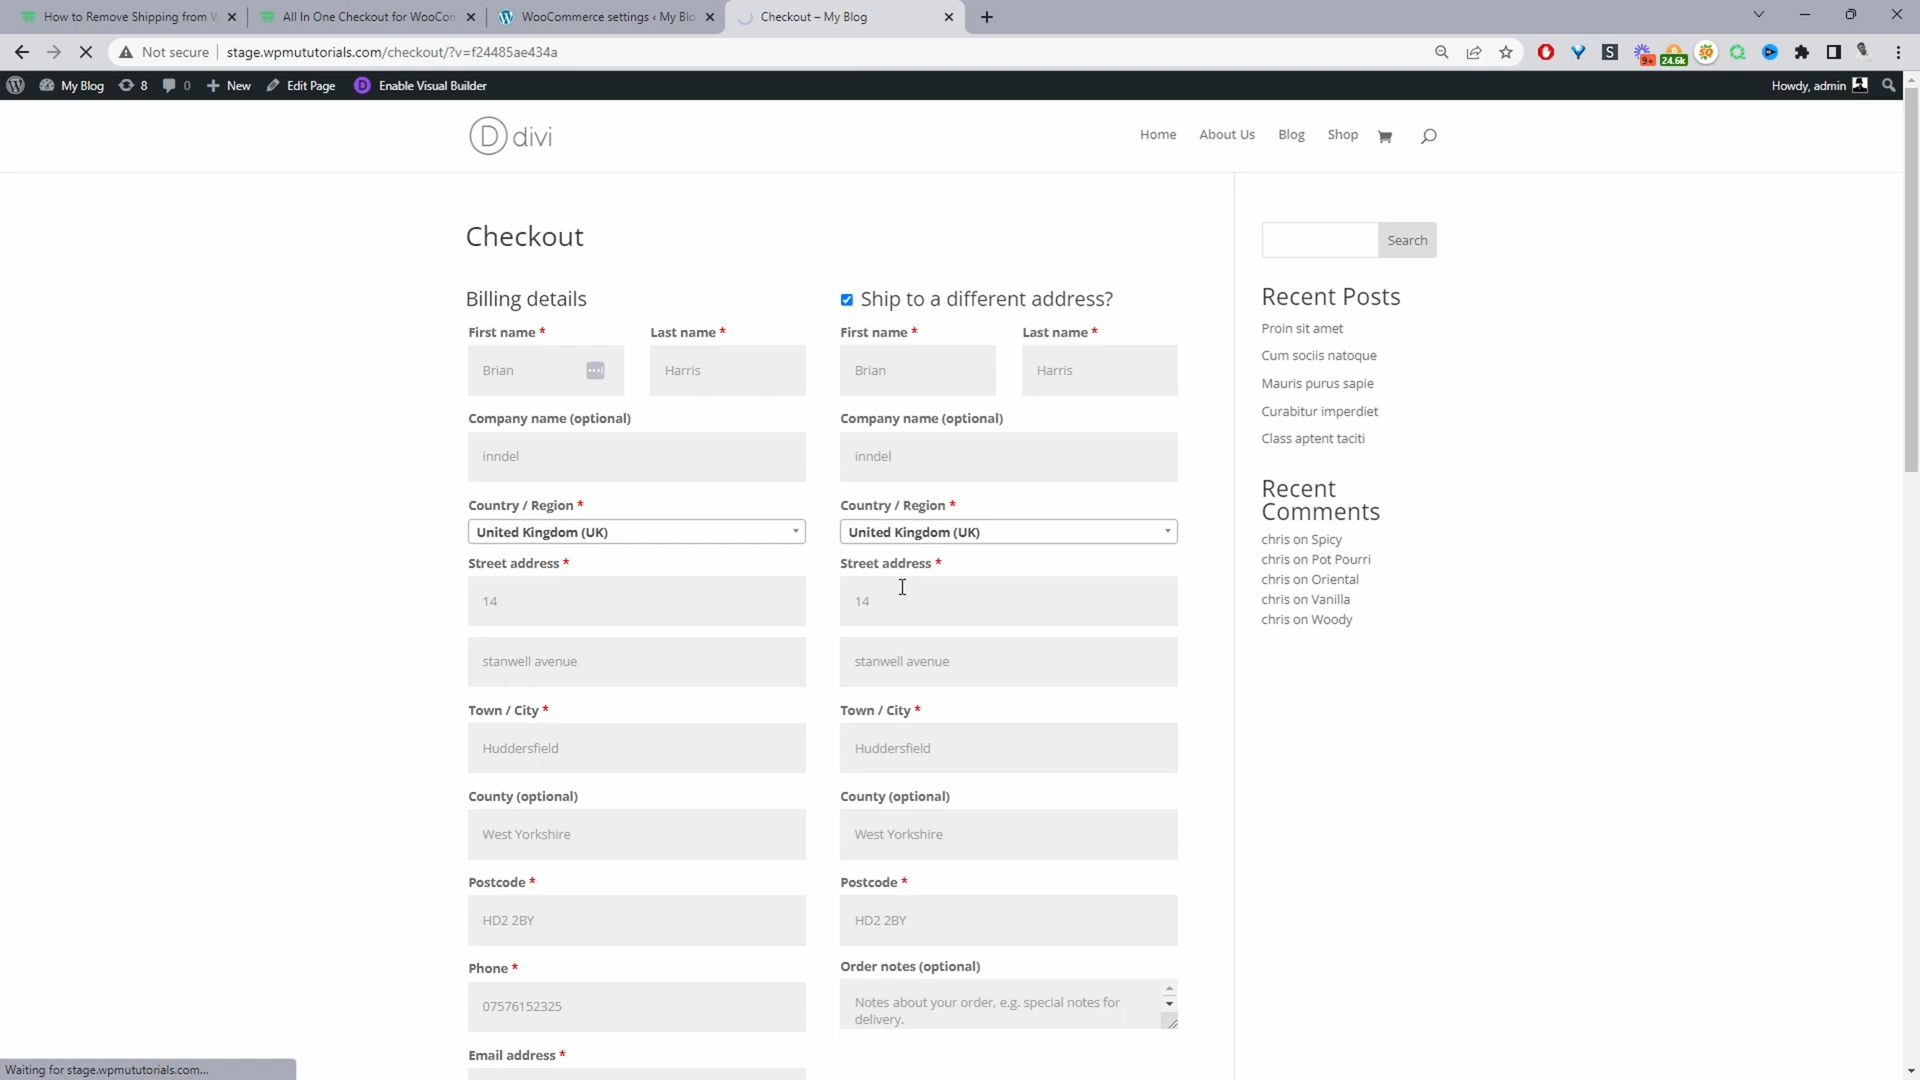 How to Remove Shipping from W
All In One Checkout for WooCom
WooCommerce settings ‹ My Blo
Checkout – My Blog
Not secure
stage.wpmututorials.com/checkout/?v=f24485ae434a
9+
24.6k
My Blog
8
0
New
Edit Page
Enable Visual Builder
Howdy, admin
divi
Home
About Us
Blog
Shop
Checkout
Search
Billing details
Ship to a different address?
First name *
Last name *
First name *
Last name *
Brian
Harris
Brian
Harris
Company name (optional)
Company name (optional)
inndel
inndel
Country / Region *
Country / Region *
United Kingdom (UK)
United Kingdom (UK)
Street address *
Street address *
14
14
stanwell avenue
stanwell avenue
Town / City *
Town / City *
Huddersfield
Huddersfield
County (optional)
County (optional)
West Yorkshire
West Yorkshire
Postcode *
Postcode *
HD2 2BY
HD2 2BY
Phone *
Order notes (optional)
07576152325
Notes about your order, e.g. special notes for
delivery.
Email address *
Recent Posts
Proin sit amet
Cum sociis natoque
Mauris purus sapie
Curabitur imperdiet
Class aptent taciti
Recent
Comments
chris on Spicy
chris on Pot Pourri
chris on Oriental
chris on Vanilla
chris on Woody
Waiting for stage.wpmututorials.com...